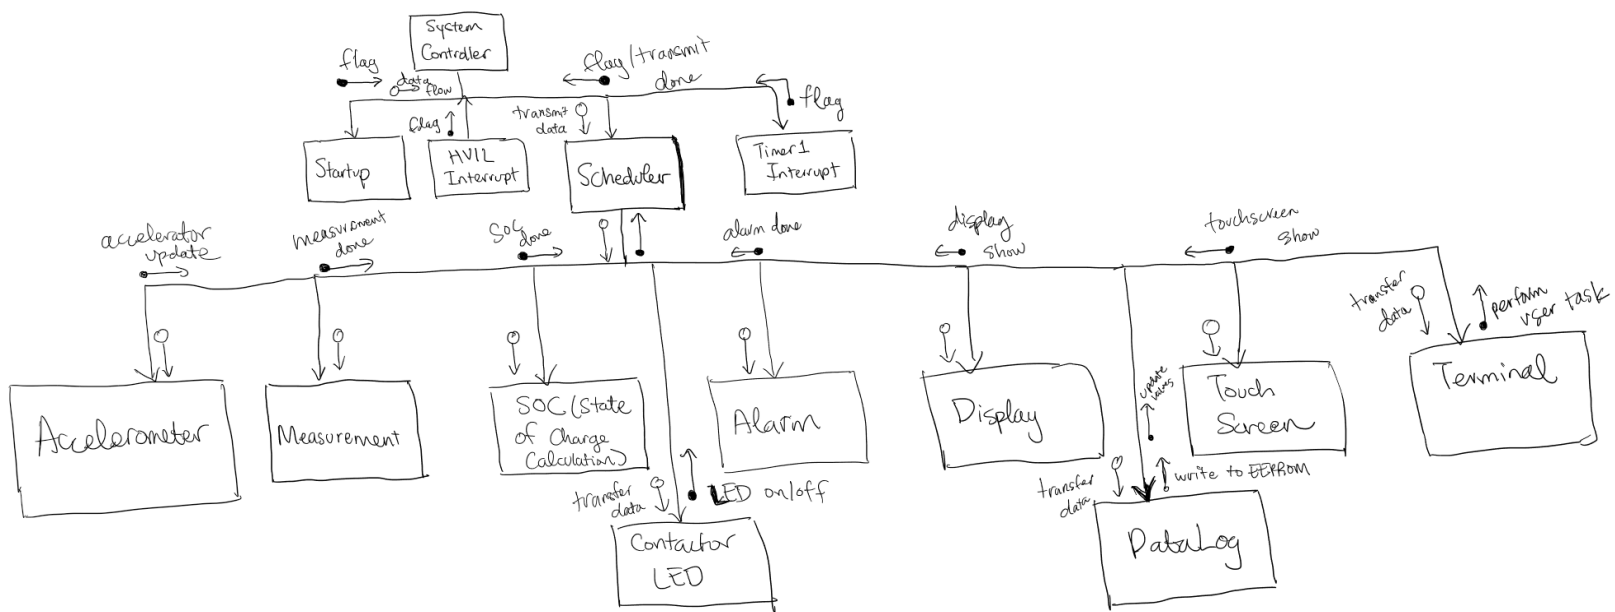 System
Controller
flag
data
flow
flag/transmit
done
flag
flag
transmit
data
Startup
HVIL
Interrupt
Scheduler
Timer1
Interrupt
accelerator
update
measurement
done
SOC
done
alarm done
display
show
touchscreen
show
transfer
data
perform
user task
Accelerometer
Measurement
SOC (State
of Charge
Calculation)
Alarm
Display
update
values
Touch
Screen
Terminal
transfer
data
LED on/off
transfer
data
write to EEPROM
Contactor
LED
DataLog